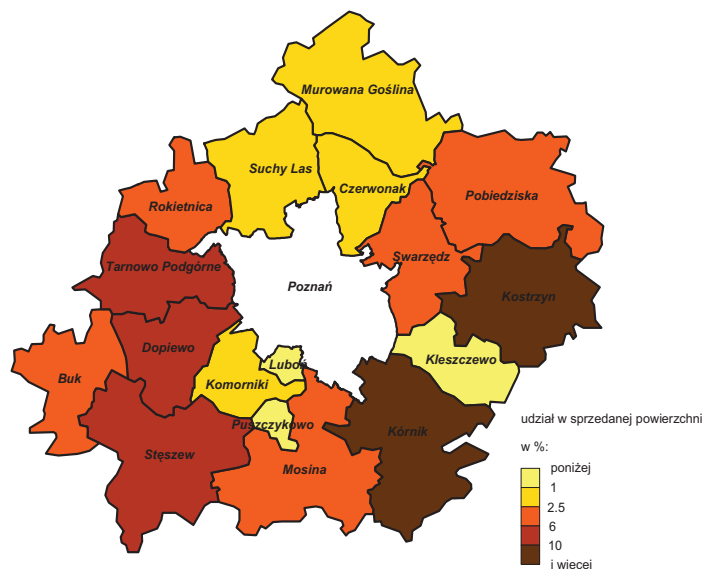 Murowana Goślina
Suchy Las
Czerwonak
Pobiedziska
Rokietnica
Swarzędz
Tarnowo Podgórne
Poznań
Kostrzyn
Dopiewo
Luboń
Kleszczewo
Buk
Komorniki
Puszczykowo
Kórnik
Stęszew
Mosina
udział w sprzedanej powierzchni
w %:
poniżej
1
2.5
6
10
i więcej